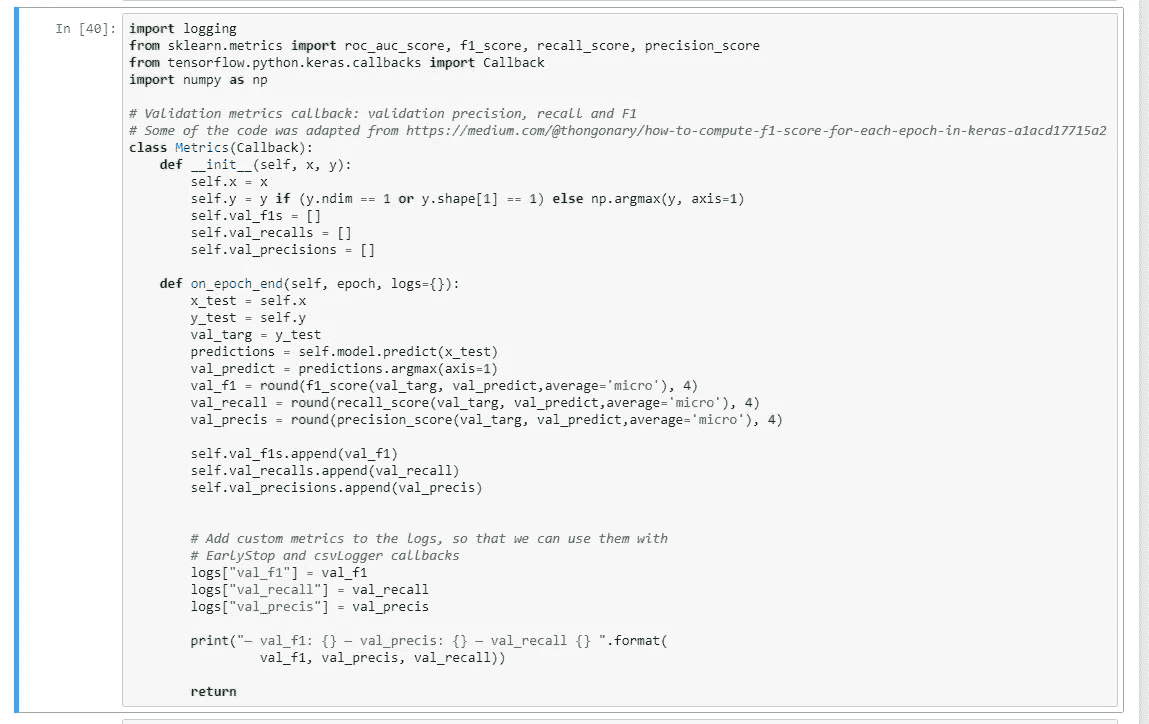 In [40]: import logging
from sklearn.metrics import roc_auc_score, f1_score, recall_score, precision_score
from tensorflow.python.keras.callbacks import Callback
import numpy as np

# Validation metrics callback: validation precision, recall and F1
# Some of the code was adapted from https://medium.com/@thongonary/how-to-compute-f1-score-for-each-epoch-in-keras-a1acd17715a2
class Metrics(Callback):
    def __init__(self, x, y):
        self.x = x
        self.y = y if (y.ndim == 1 or y.shape[1] == 1) else np.argmax(y, axis=1)
        self.val_f1s = []
        self.val_recalls = []
        self.val_precisions = []

    def on_epoch_end(self, epoch, logs={}):
        x_test = self.x
        y_test = self.y
        val_targ = y_test
        predictions = self.model.predict(x_test)
        val_predict = predictions.argmax(axis=1)
        val_f1 = round(f1_score(val_targ, val_predict,average='micro'), 4)
        val_recall = round(recall_score(val_targ, val_predict,average='micro'), 4)
        val_precis = round(precision_score(val_targ, val_predict,average='micro'), 4)

        self.val_f1s.append(val_f1)
        self.val_recalls.append(val_recall)
        self.val_precisions.append(val_precis)

        # Add custom metrics to the logs, so that we can use them with
        # EarlyStop and csvLogger callbacks
        logs["val_f1"] = val_f1
        logs["val_recall"] = val_recall
        logs["val_precis"] = val_precis

        print("— val_f1: {} — val_precis: {} — val_recall {} ".format(
                 val_f1, val_precis, val_recall))

        return